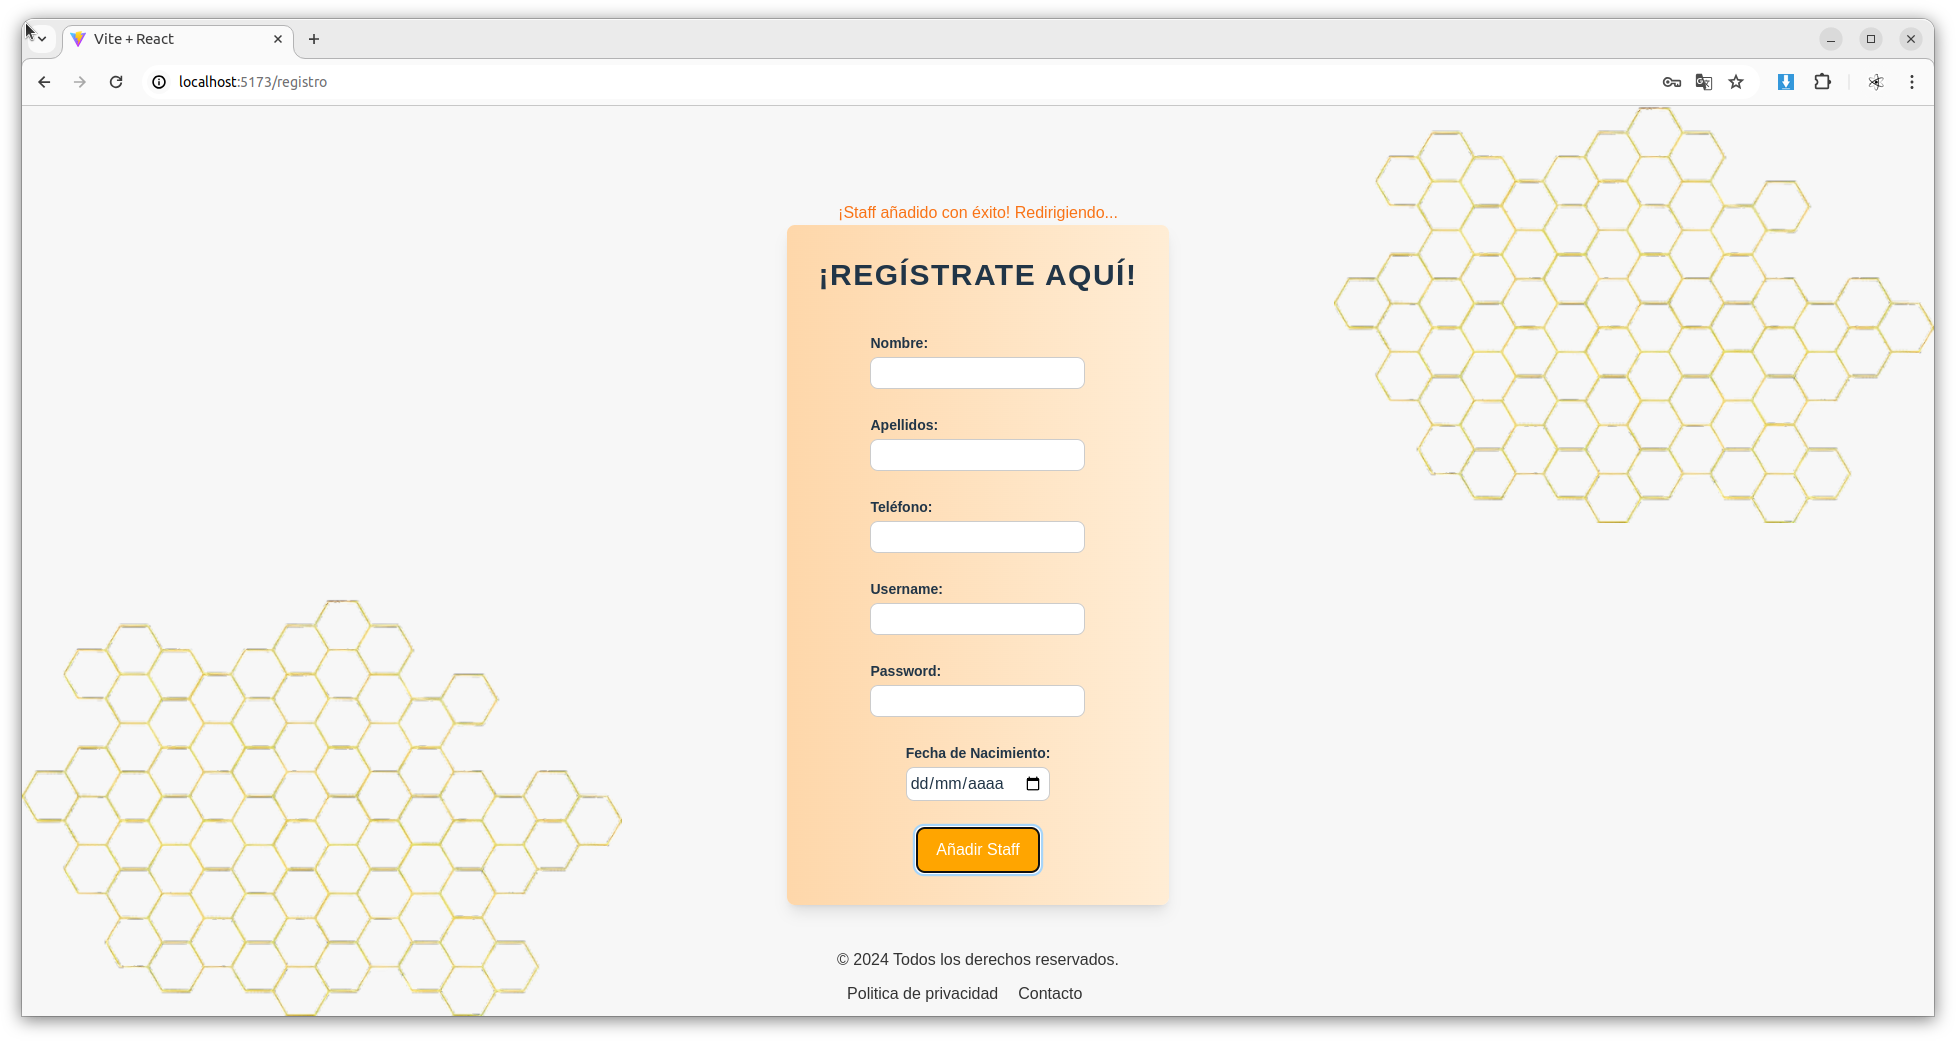 Vite + React
localhost:5173/registro
¡Staff añadido con éxito! Redirigiendo...
¡REGÍSTRATE AQUÍ!
Nombre:
Apellidos:
Teléfono:
Username:
Password:
Fecha de Nacimiento:
dd/mm/aaaa
Añadir Staff
© 2024 Todos los derechos reservados.
Politica de privacidad Contacto